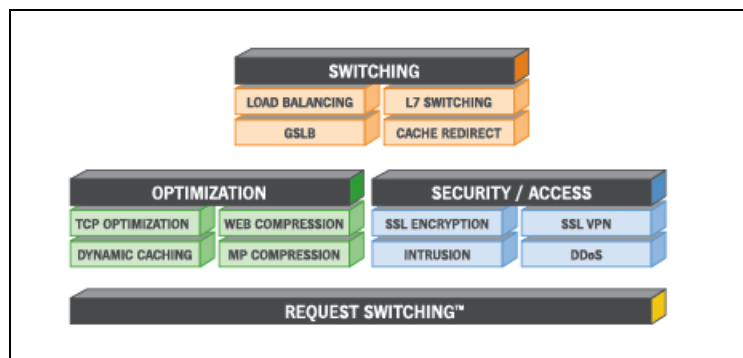 SWITCHING
LOAD BALANCING L7 SWITCHING
GSLB CACHE REDIRECT
OPTIMIZATION SECURITY / ACCESS
TCP OPTIMIZATION WEB COMPRESSION SSL ENCRYPTION SSL VPN
DYNAMIC CACHING MP COMPRESSION INTRUSION DDoS
REQUEST SWITCHING™